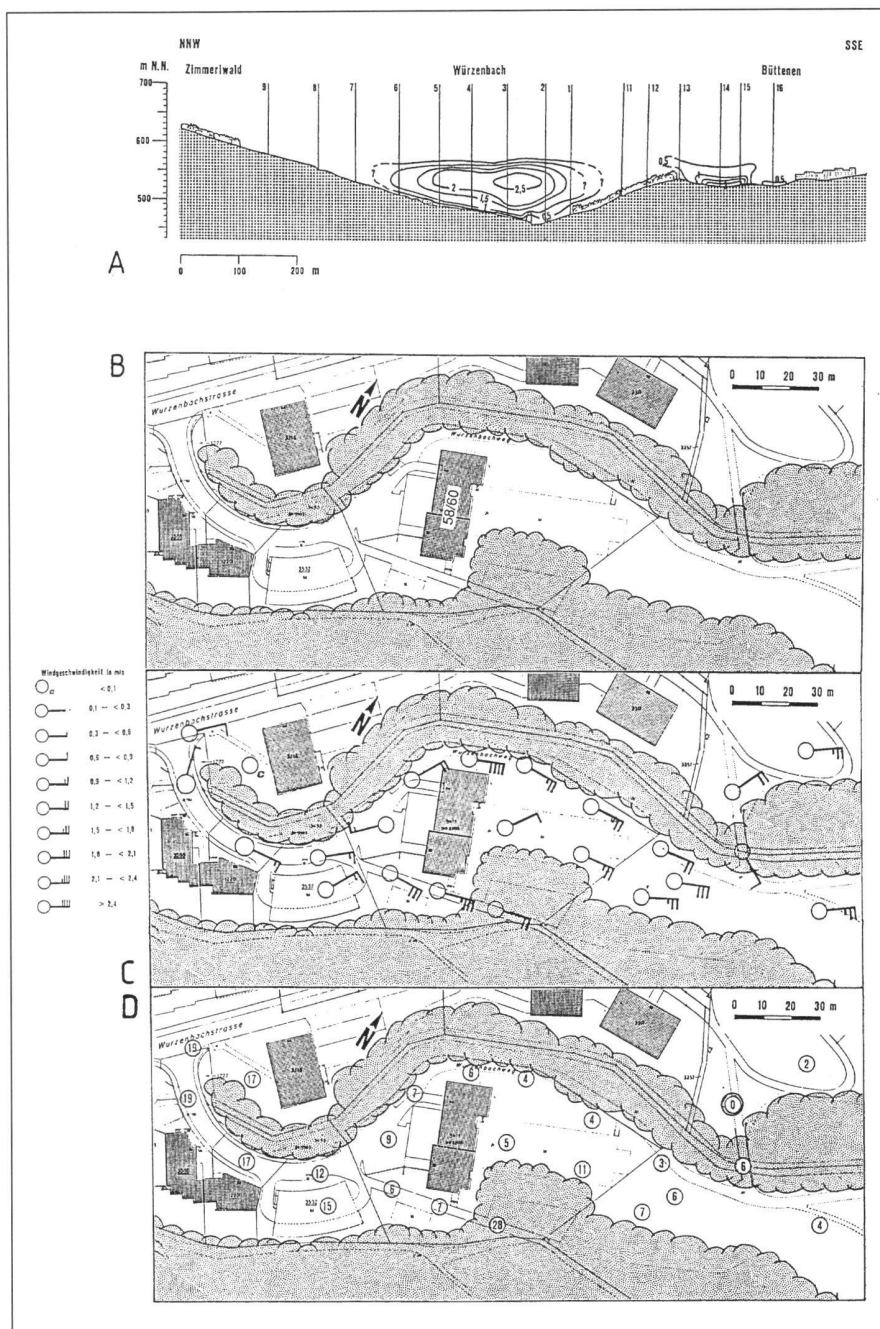 NNW SSE
m N.N. Zimmeriwald Würzenbach Büttenen
700 9 8 7 6 5 4 3 2 1 11 12 13 14 15 16
600
500
? ? ? ?
2 2,5 1,5 1 0,5 0,5 0,5
A
0 100 200 m
B
Wurzenbachstrasse
N
Wurzenbachweg
58/60
0 10 20 30 m
Windgeschwindigkeit in m/s
c < 0,1
0,1 – < 0,3
0,3 – < 0,6
0,6 – < 0,9
0,9 – < 1,2
1,2 – < 1,5
1,5 – < 1,8
1,8 – < 2,1
2,1 – < 2,4
> 2,4
C
Wurzenbachstrasse
N
c
Wurzenbachweg
0 10 20 30 m
D
Wurzenbachstrasse
N
Wurzenbachweg
0 10 20 30 m
19 17 6 4 2
19 7 0
9 5 4
17 12 11 3 6
15 6 7 28 7 6 4